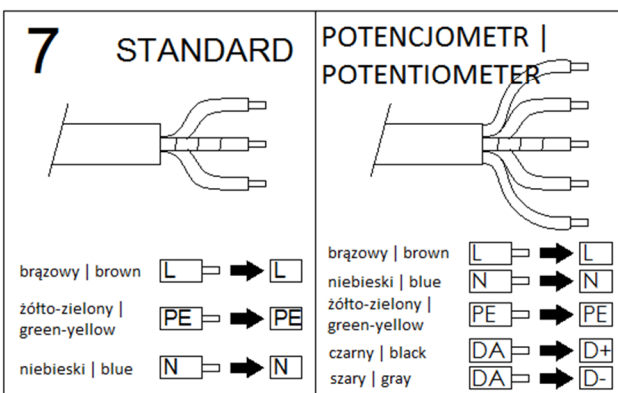 7 STANDARD
brązowy | brown L L
żółto-zielony |
green-yellow PE PE
niebieski | blue N N
POTENCJOMETR |
POTENTIOMETER
brązowy | brown L L
niebieski | blue N N
żółto-zielony |
green-yellow PE PE
czarny | black DA D+
szary | gray DA D-